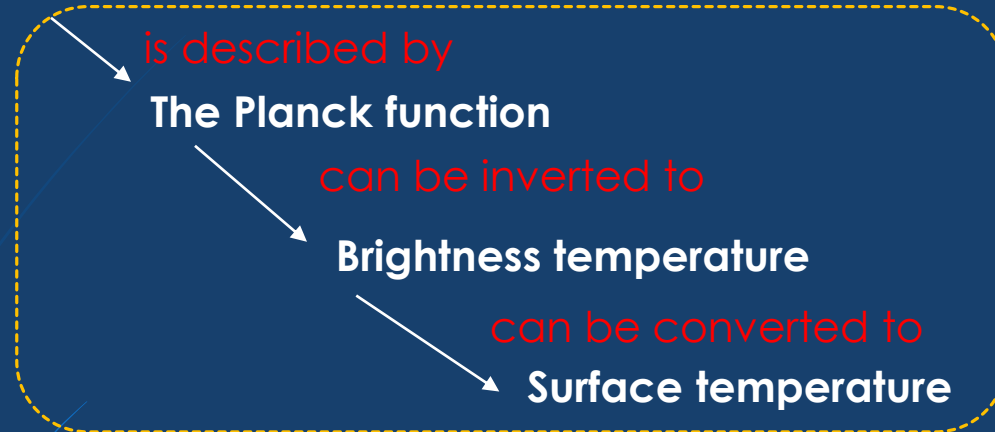 is described by
The Planck function
can be inverted to
Brightness temperature
can be converted to
Surface temperature